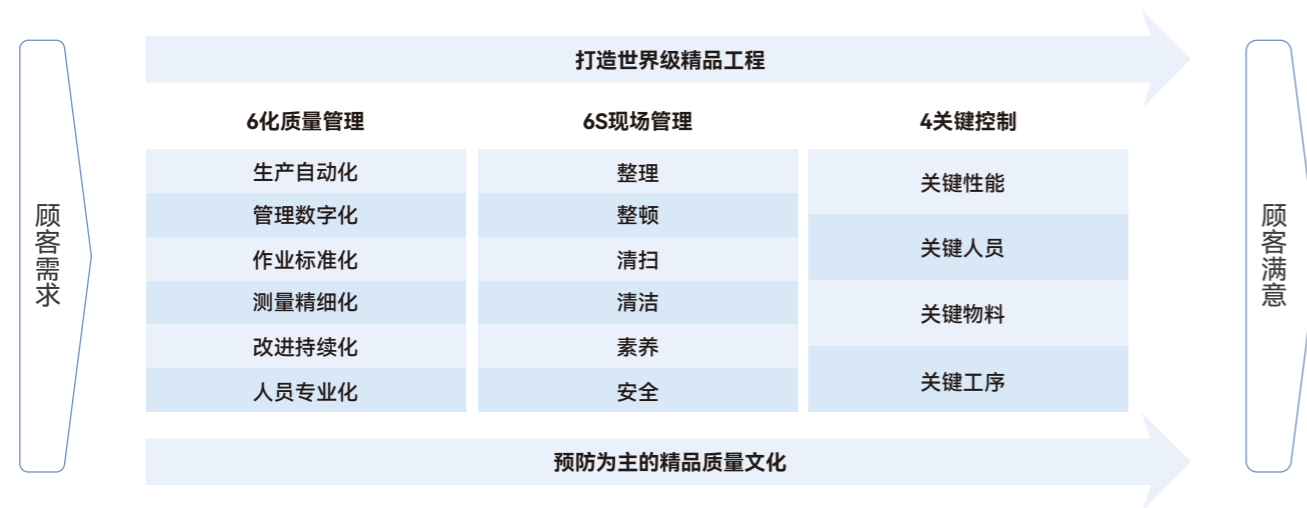 顾客需求
打造世界级精品工程
6化质量管理
生产自动化
管理数字化
作业标准化
测量精细化
改进持续化
人员专业化
6S现场管理
整理
整顿
清扫
清洁
素养
安全
4关键控制
关键性能
关键人员
关键物料
关键工序
预防为主的精品质量文化
顾客满意